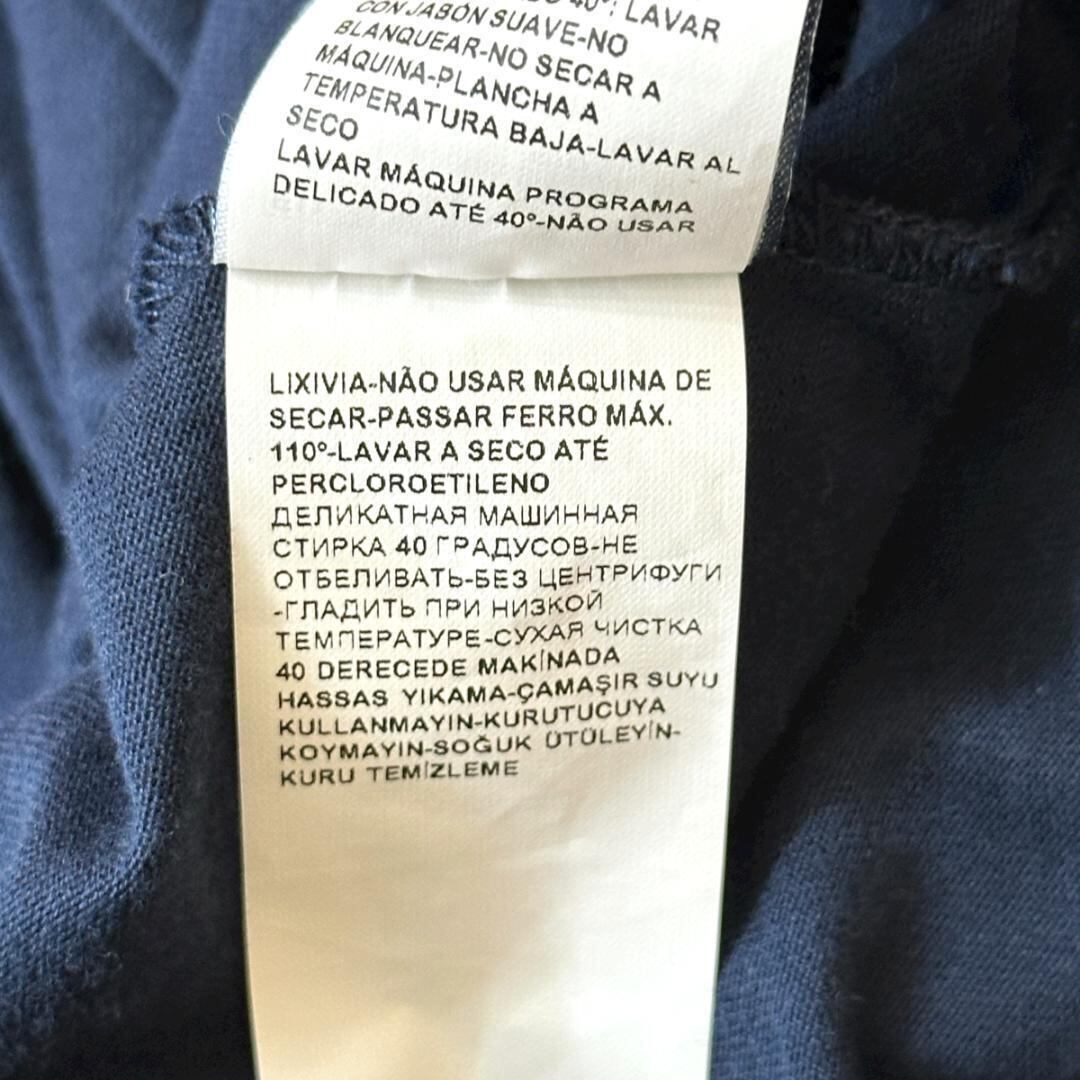 40°: LAVAR
CON JABÓN SUAVE-NO
BLANQUEAR-NO SECAR A
MÁQUINA-PLANCHA A
TEMPERATURA BAJA-LAVAR AL
SECO
LAVAR MÁQUINA PROGRAMA
DELICADO ATÉ 40º-NÃO USAR
LIXIVIA-NÃO USAR MÁQUINA DE
SECAR-PASSAR FERRO MÁX.
110º-LAVAR A SECO ATÉ
PERCLOROETILENO
ДЕЛИКАТНАЯ МАШИННАЯ
СТИРКА 40 ГРАДУСОВ-НЕ
ОТБЕЛИВАТЬ-БЕЗ ЦЕНТРИФУГИ
-ГЛАДИТЬ ПРИ НИЗКОЙ
ТЕМПЕРАТУРЕ-СУХАЯ ЧИСТКА
40 DERECEDE MAKİNADA
HASSAS YIKAMA-ÇAMAŞIR SUYU
KULLANMAYIN-KURUTUCUYA
KOYMAYIN-SOĞUK ÜTÜLEYİN-
KURU TEMİZLEME